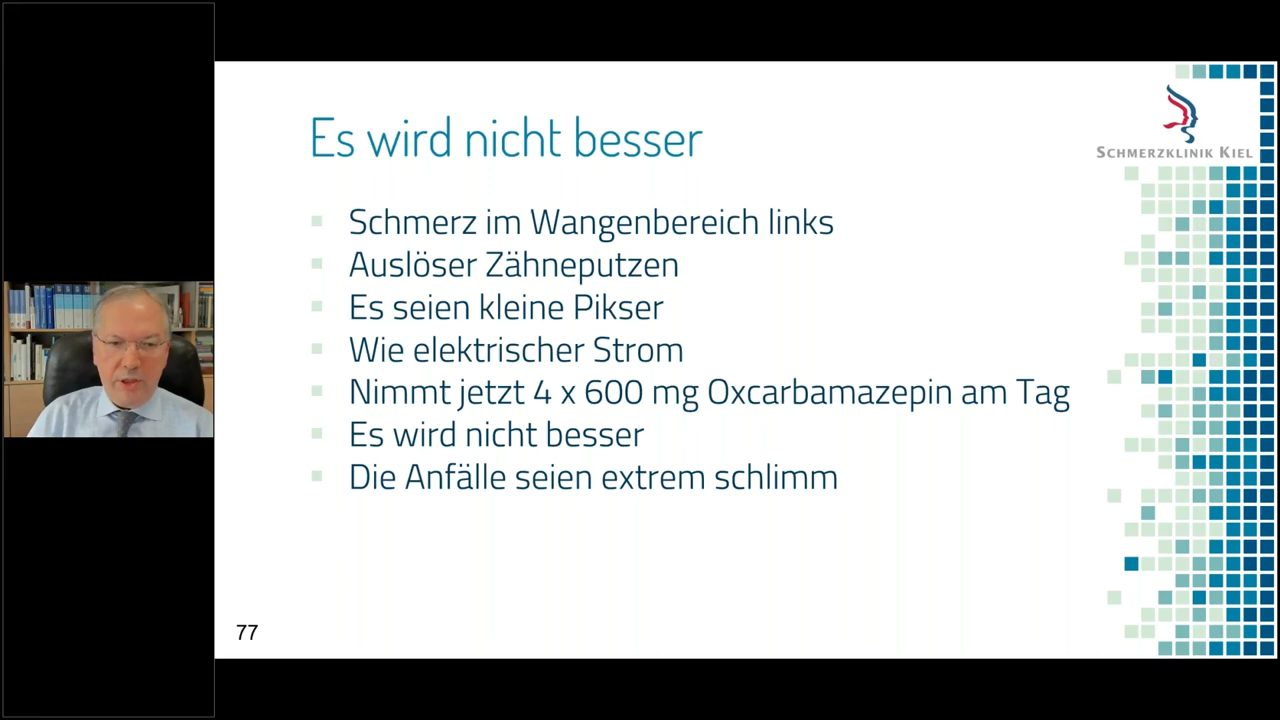 Es wird nicht besser
SCHMERZKLINIK KIEL
Schmerz im Wangenbereich links
Auslöser Zähneputzen
Es seien kleine Pikser
Wie elektrischer Strom
Nimmt jetzt 4 x 600 mg Oxcarbamazepin am Tag
Es wird nicht besser
Die Anfälle seien extrem schlimm
77